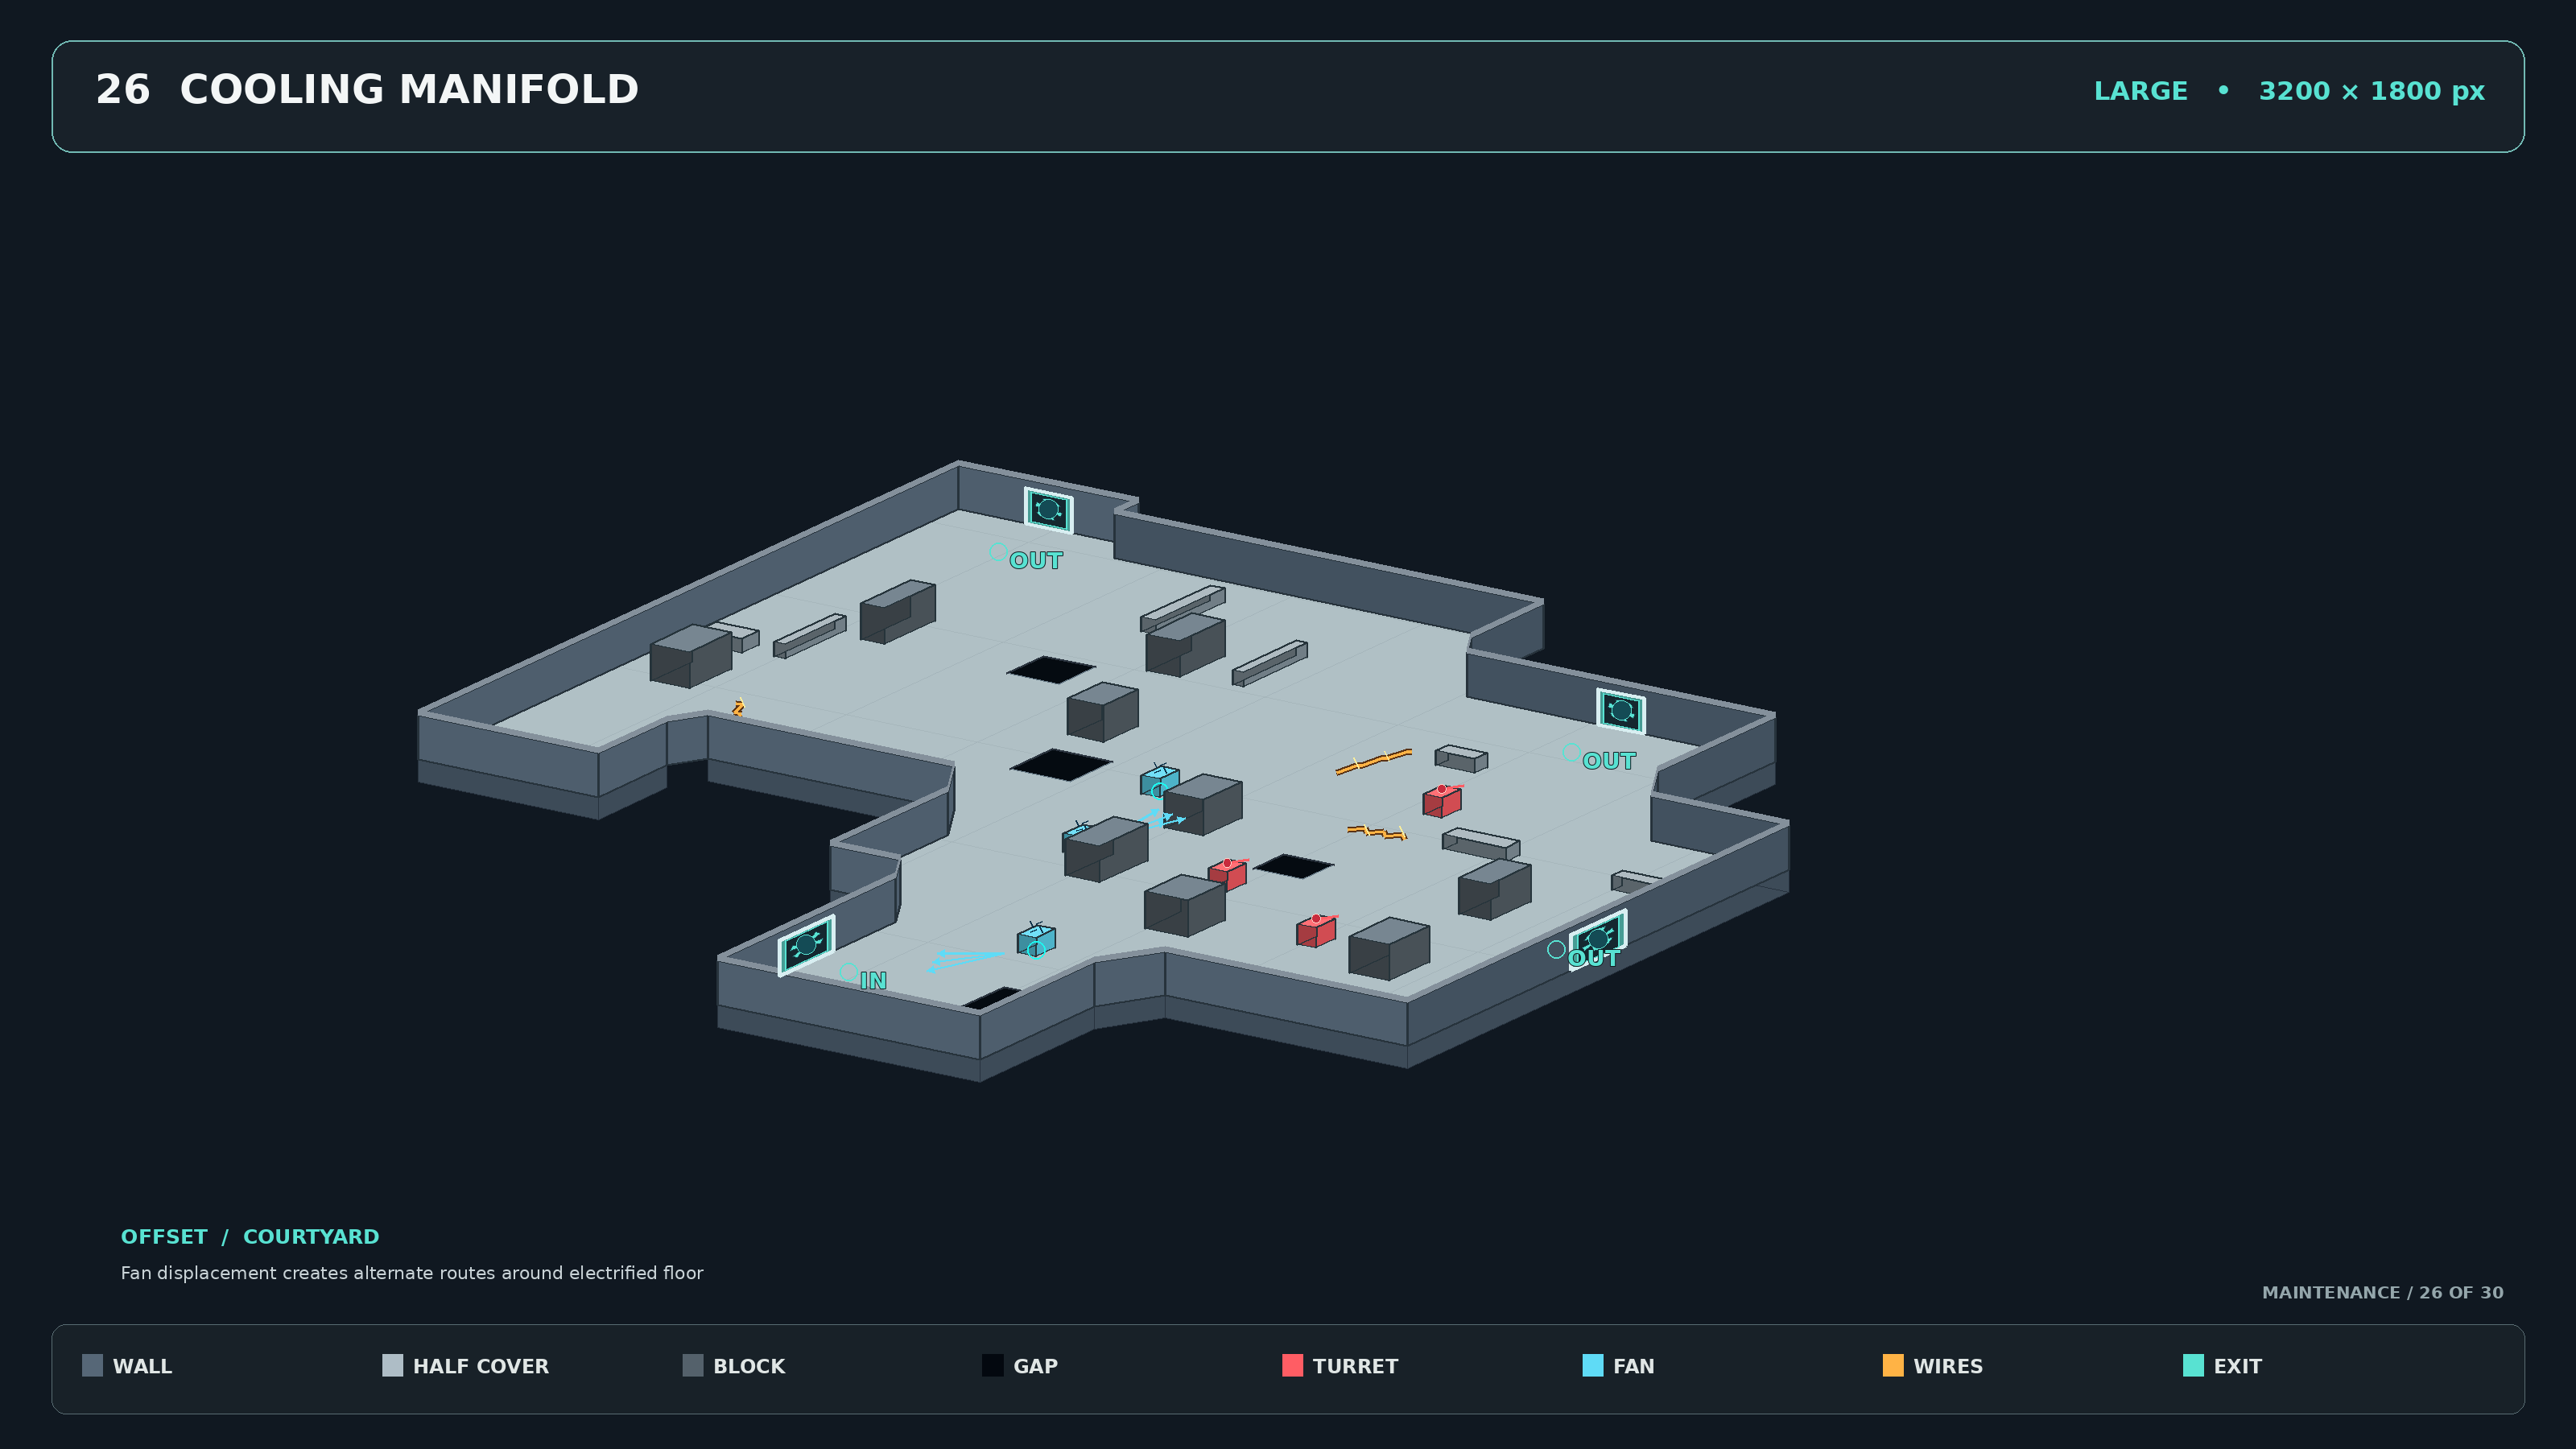 26 COOLING MANIFOLD
LARGE • 3200 × 1800 px
OUT
OUT
OUT
IN
OFFSET / COURTYARD
Fan displacement creates alternate routes around electrified floor
MAINTENANCE / 26 OF 30
WALL
HALF COVER
BLOCK
GAP
TURRET
FAN
WIRES
EXIT